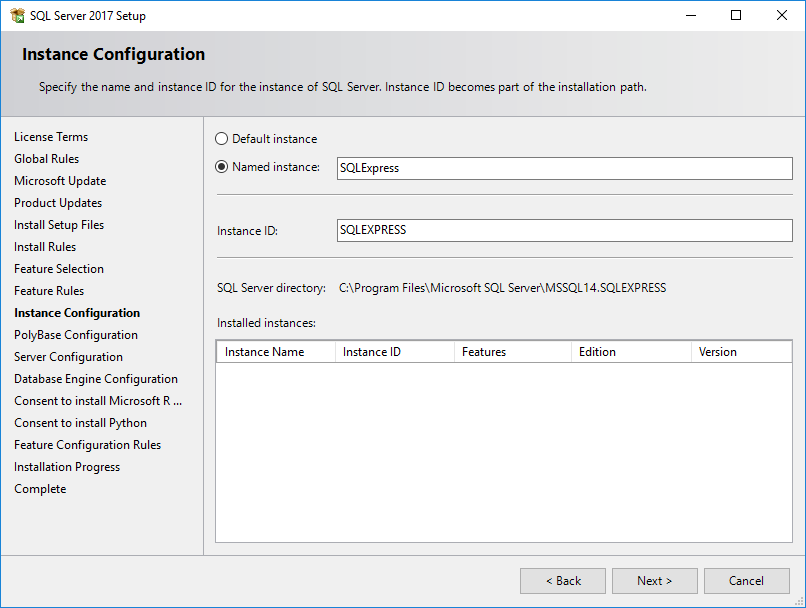 SQL Server 2017 Setup
Instance Configuration
Specify the name and instance ID for the instance of SQL Server. Instance ID becomes part of the installation path.
License Terms
Global Rules
Microsoft Update
Product Updates
Install Setup Files
Install Rules
Feature Selection
Feature Rules
Instance Configuration
PolyBase Configuration
Server Configuration
Database Engine Configuration
Consent to install Microsoft R ...
Consent to install Python
Feature Configuration Rules
Installation Progress
Complete
Default instance
Named instance: SQLExpress
Instance ID: SQLEXPRESS
SQL Server directory: C:\Program Files\Microsoft SQL Server\MSSQL14.SQLEXPRESS
Installed instances:
Instance Name Instance ID Features Edition Version
< Back Next > Cancel